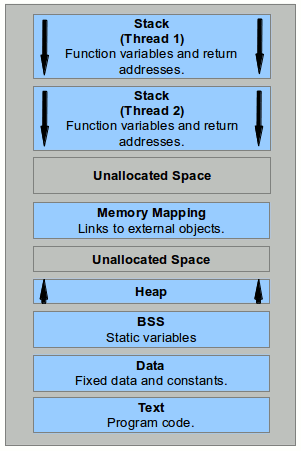 Stack
(Thread 1)
Function variables and return
addresses.
Stack
(Thread 2)
Function variables and return
addresses.
Unallocated Space
Memory Mapping
Links to external objects.
Unallocated Space
Heap
BSS
Static variables
Data
Fixed data and constants.
Text
Program code.